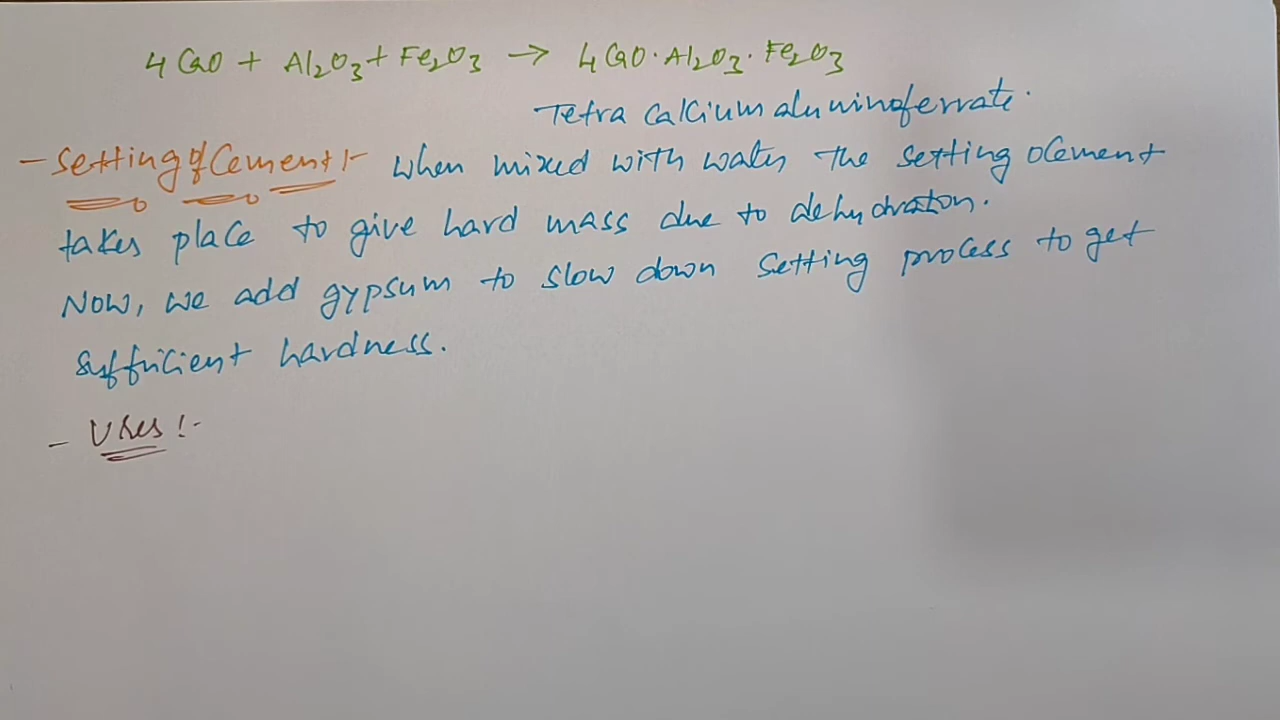 4CaO + Al₂O₃ + Fe₂O₃ → 4CaO·Al₂O₃·Fe₂O₃
Tetra calcium aluminoferrate.
- Setting of Cement :- when mixed with water, the setting of cement
takes place to give hard mass due to dehydration.
Now, we add gypsum to slow down setting process to get
sufficient hardness.
- Uses :-